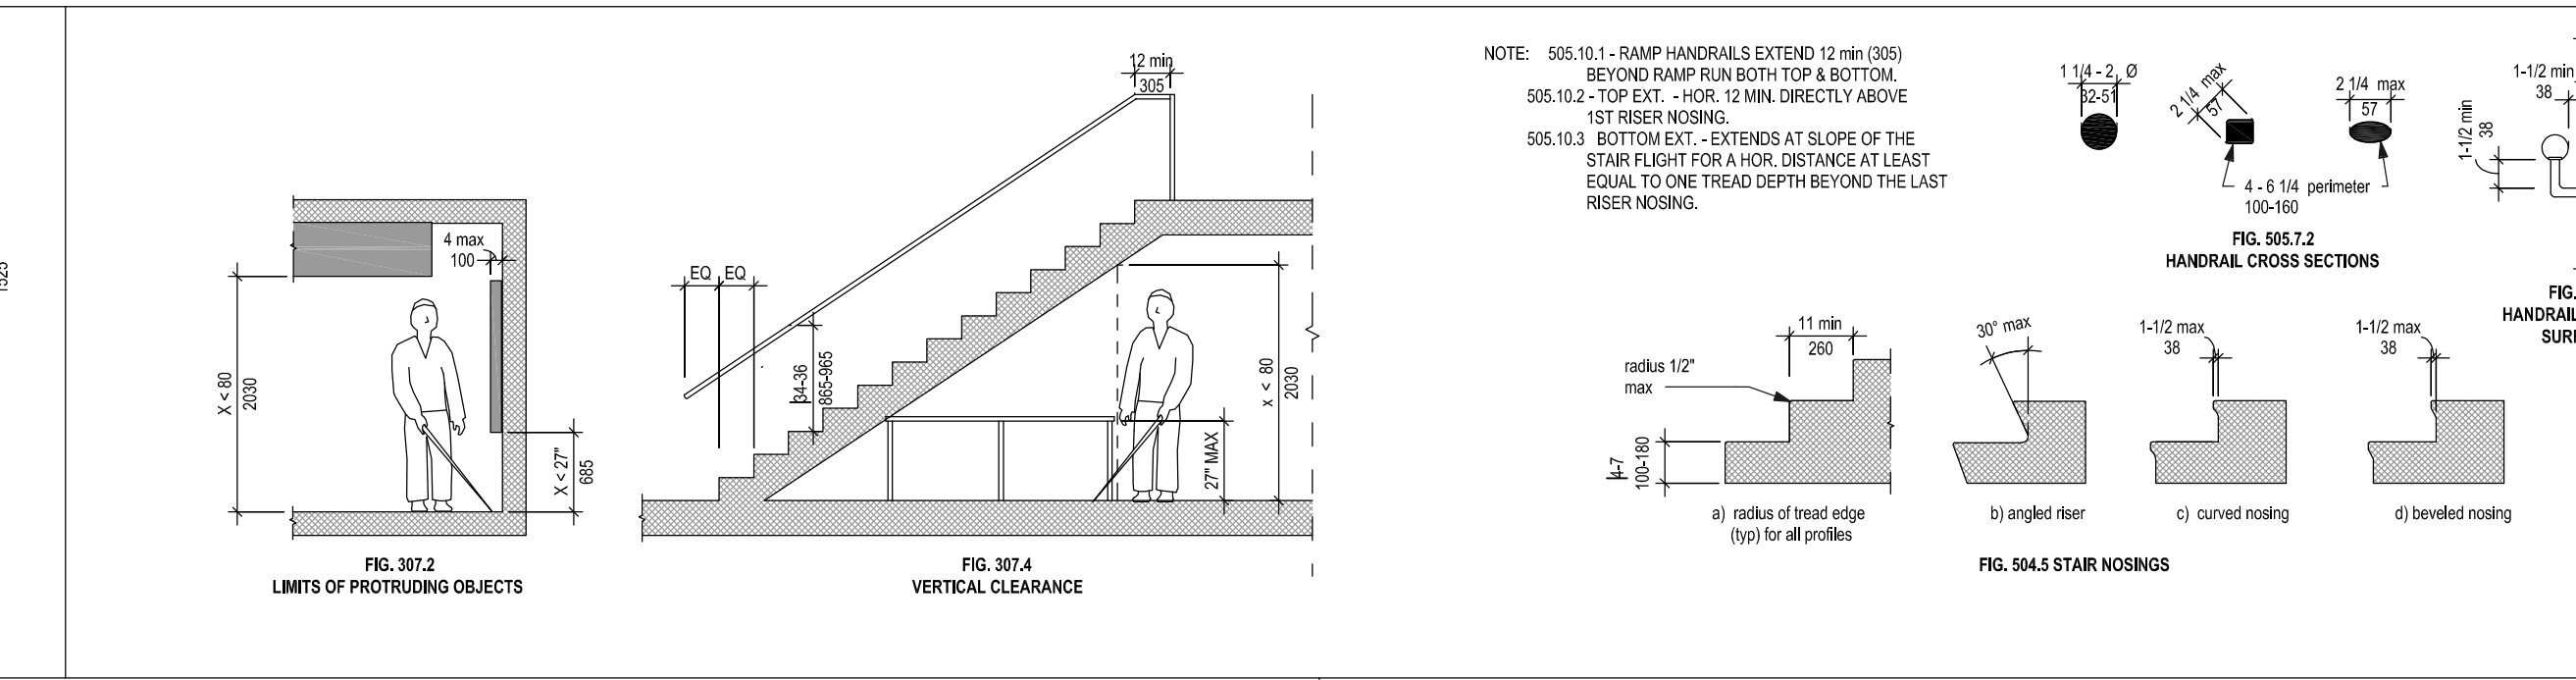 1525
4 max
100
X < 80
2030
X < 27"
685
FIG. 307.2
LIMITS OF PROTRUDING OBJECTS
12 min
305
EQ EQ
34-36
865-965
x < 80
2030
27" MAX
FIG. 307.4
VERTICAL CLEARANCE
NOTE: 505.10.1 - RAMP HANDRAILS EXTEND 12 min (305)
BEYOND RAMP RUN BOTH TOP & BOTTOM.
505.10.2 - TOP EXT. - HOR. 12 MIN. DIRECTLY ABOVE
1ST RISER NOSING.
505.10.3 BOTTOM EXT. - EXTENDS AT SLOPE OF THE
STAIR FLIGHT FOR A HOR. DISTANCE AT LEAST
EQUAL TO ONE TREAD DEPTH BEYOND THE LAST
RISER NOSING.
1 1/4 - 2 Ø
32-51
2 1/4 max
57
2 1/4 max
57
4 - 6 1/4 perimeter
100-160
FIG. 505.7.2
HANDRAIL CROSS SECTIONS
1-1/2 min
38
1-1/2 min
38
FIG.
HANDRAIL
radius 1/2"
max
11 min
260
4-7
100-180
a) radius of tread edge
(typ) for all profiles
30° max
b) angled riser
1-1/2 max
38
c) curved nosing
1-1/2 max
38
d) beveled nosing
FIG. 504.5 STAIR NOSINGS